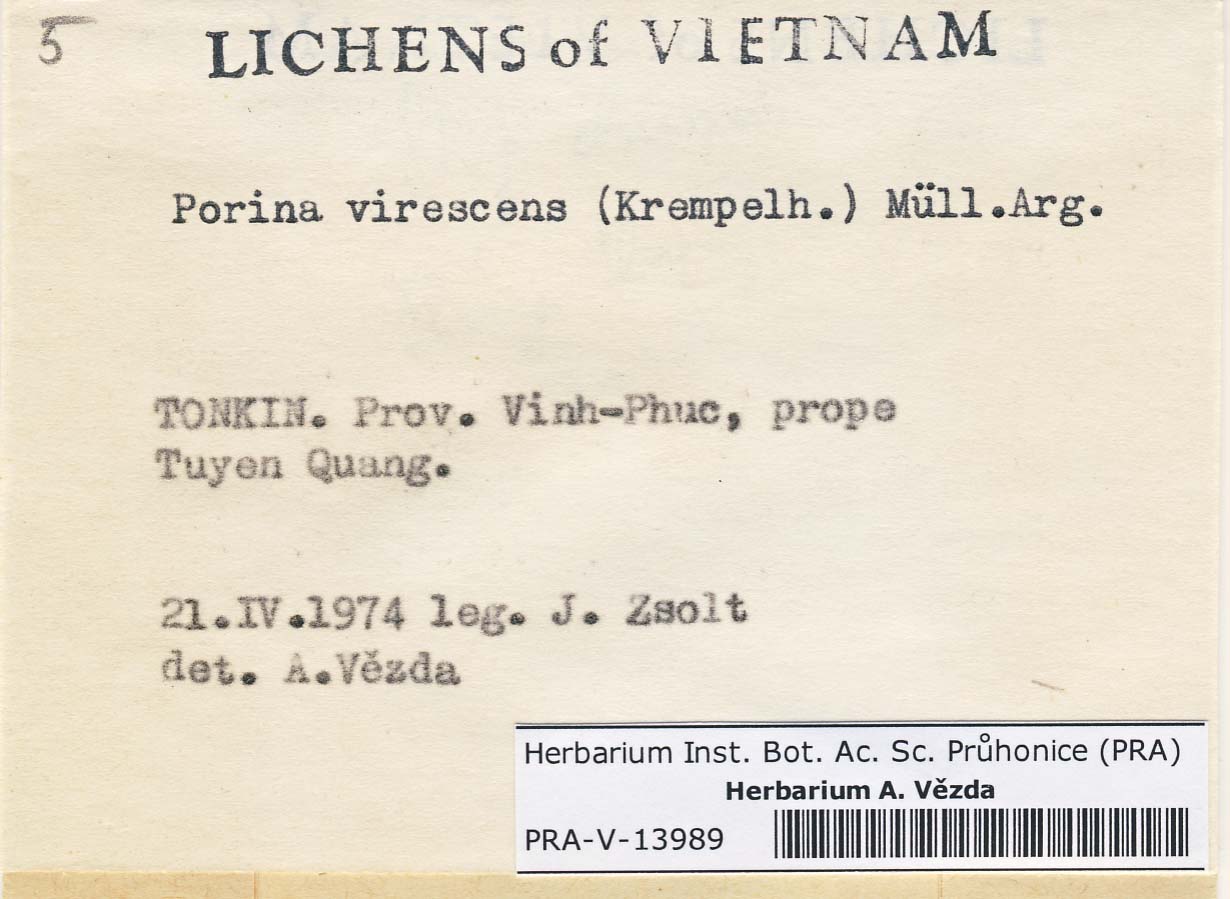 5
LICHENS of VIETNAM
Porina virescens (Krempelh.) Müll.Arg.
TONKIN. Prov. Vinh-Phuc, prope
Tuyen Quang.
21.IV.1974 leg. J. Zsolt
det. A.Vězda
Herbarium Inst. Bot. Ac. Sc. Průhonice (PRA)
Herbarium A. Vězda
PRA-V-13989